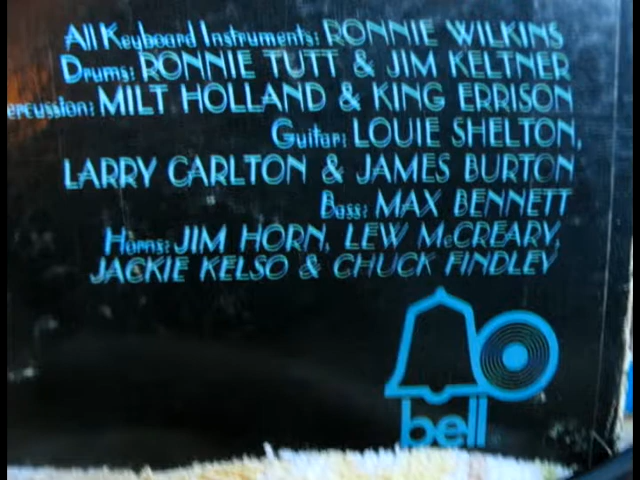 All Keyboard Instruments: RONNIE WILKINS
Drums: RONNIE TUTT & JIM KELTNER
ercussion: MILT HOLLAND & KING ERRISON
Guitar: LOUIE SHELTON,
LARRY CARLTON & JAMES BURTON
Bass: MAX BENNETT
Horns: JIM HORN, LEW McCREARY,
JACKIE KELSO & CHUCK FINDLEY
bell